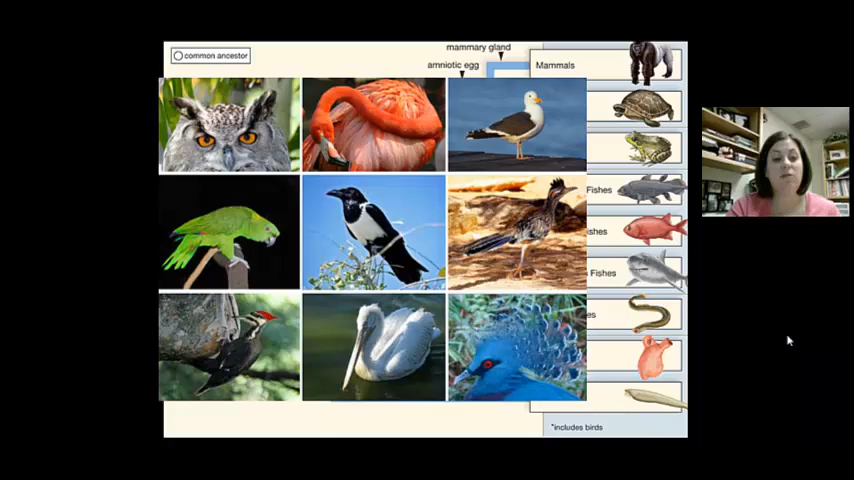 common ancestor
mammary gland
amniotic egg
Mammals
Fishes
ishes
Fishes
es
*includes birds